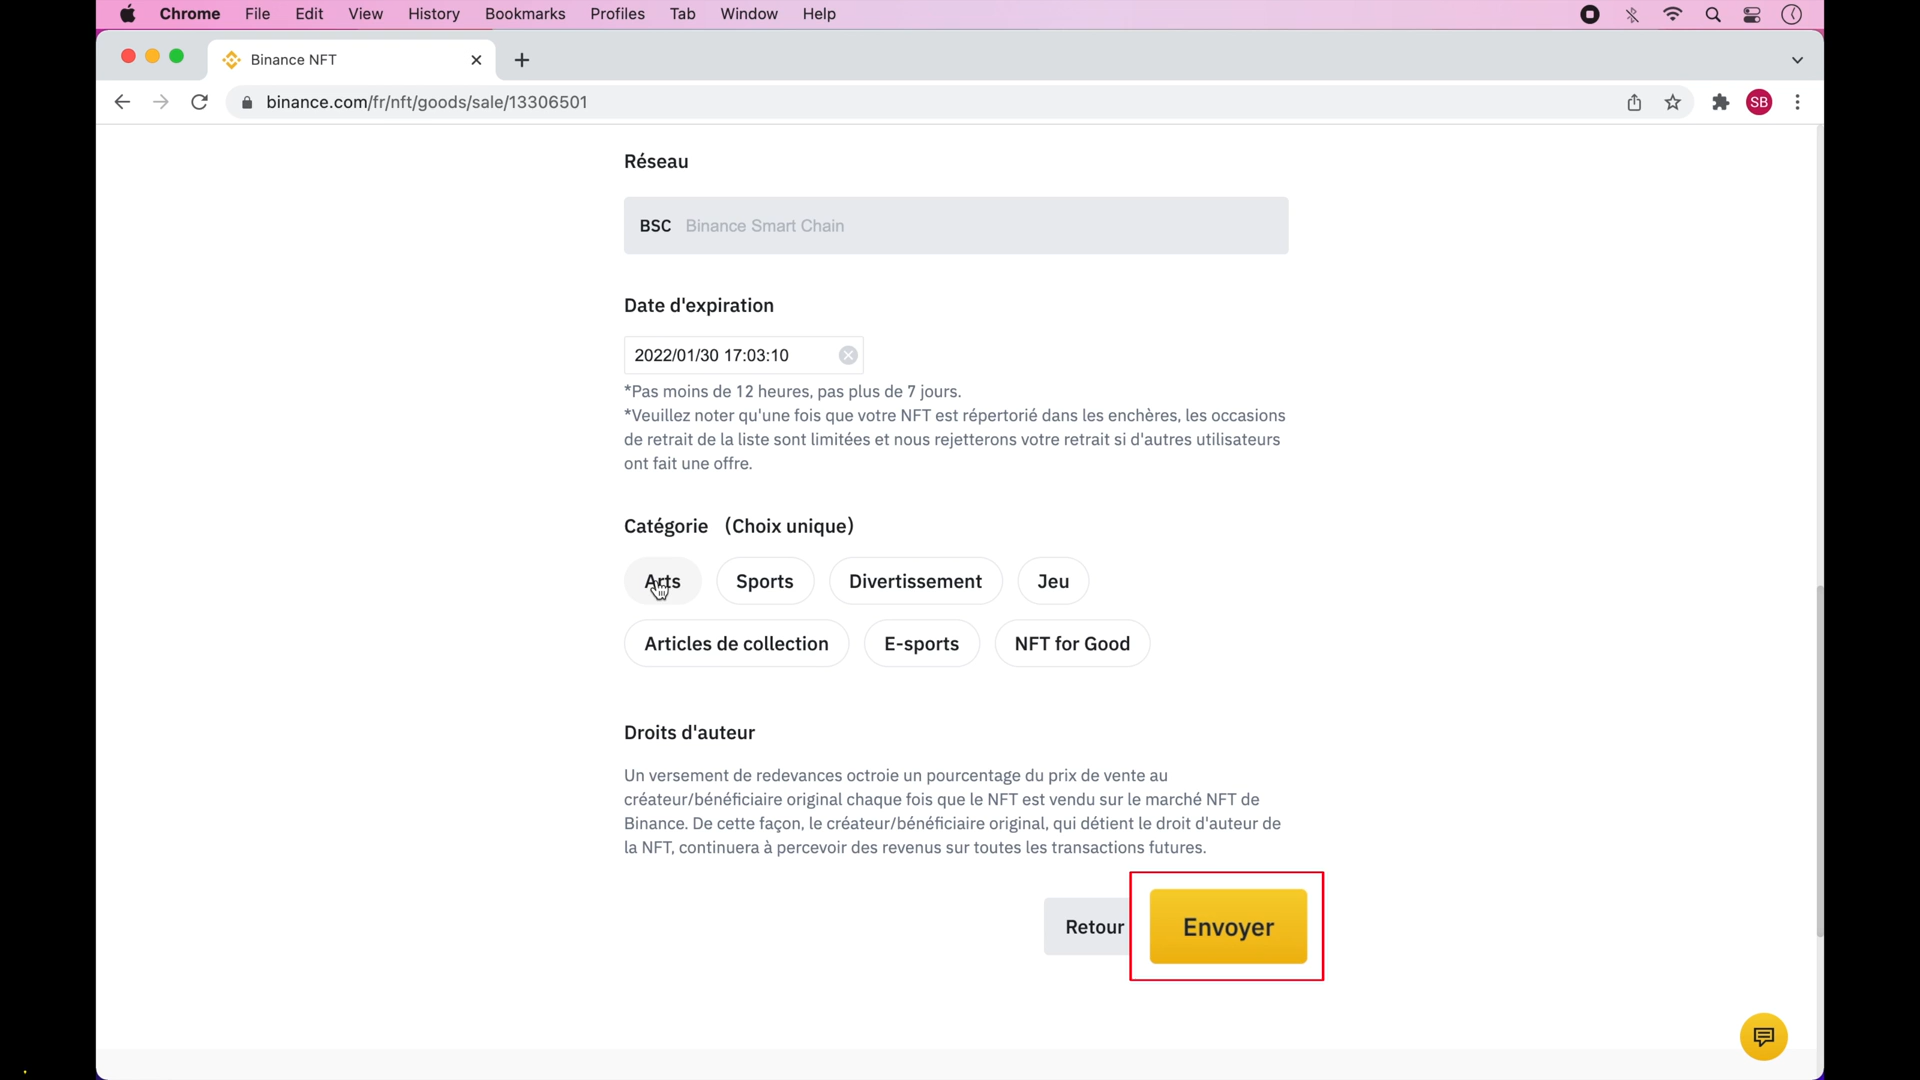 Chrome File Edit View History Bookmarks Profiles Tab Window Help
Binance NFT
binance.com/fr/nft/goods/sale/13306501
SB
Réseau
BSC Binance Smart Chain
Date d'expiration
2022/01/30 17:03:10
*Pas moins de 12 heures, pas plus de 7 jours.
*Veuillez noter qu'une fois que votre NFT est répertorié dans les enchères, les occasions
de retrait de la liste sont limitées et nous rejetterons votre retrait si d'autres utilisateurs
ont fait une offre.
Catégorie (Choix unique)
Arts Sports Divertissement Jeu
Articles de collection E-sports NFT for Good
Droits d'auteur
Un versement de redevances octroie un pourcentage du prix de vente au
créateur/bénéficiaire original chaque fois que le NFT est vendu sur le marché NFT de
Binance. De cette façon, le créateur/bénéficiaire original, qui détient le droit d'auteur de
la NFT, continuera à percevoir des revenus sur toutes les transactions futures.
Retour Envoyer